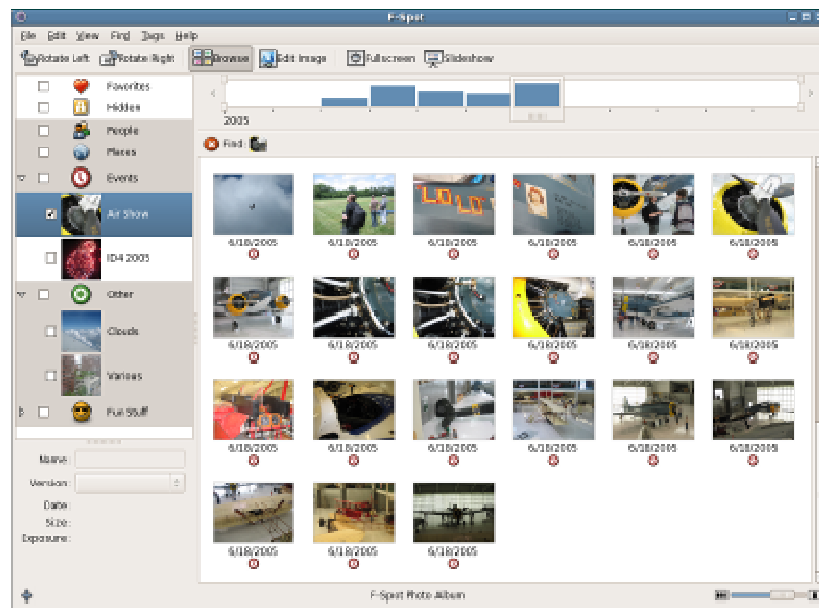 F-Spot
File Edit View Find Tags Help
Rotate Left Rotate Right Browse Edit Image Fullscreen Slideshow
Favorites
Hidden
People
Places
Events
Air Show
ID4 2005
Other
Clouds
Various
Fun Stuff
Name:
Version:
Date:
Size:
Exposure:
2005
Find:
LOLO
6/18/2005 6/18/2005 6/18/2005 6/18/2005 6/18/2005 6/18/2005
6/18/2005 6/18/2005 6/18/2005 6/18/2005 6/18/2005 6/18/2005
6/18/2005 6/18/2005 6/18/2005 6/18/2005 6/18/2005 6/18/2005
6/18/2005 6/18/2005 6/18/2005
F-Spot Photo Album